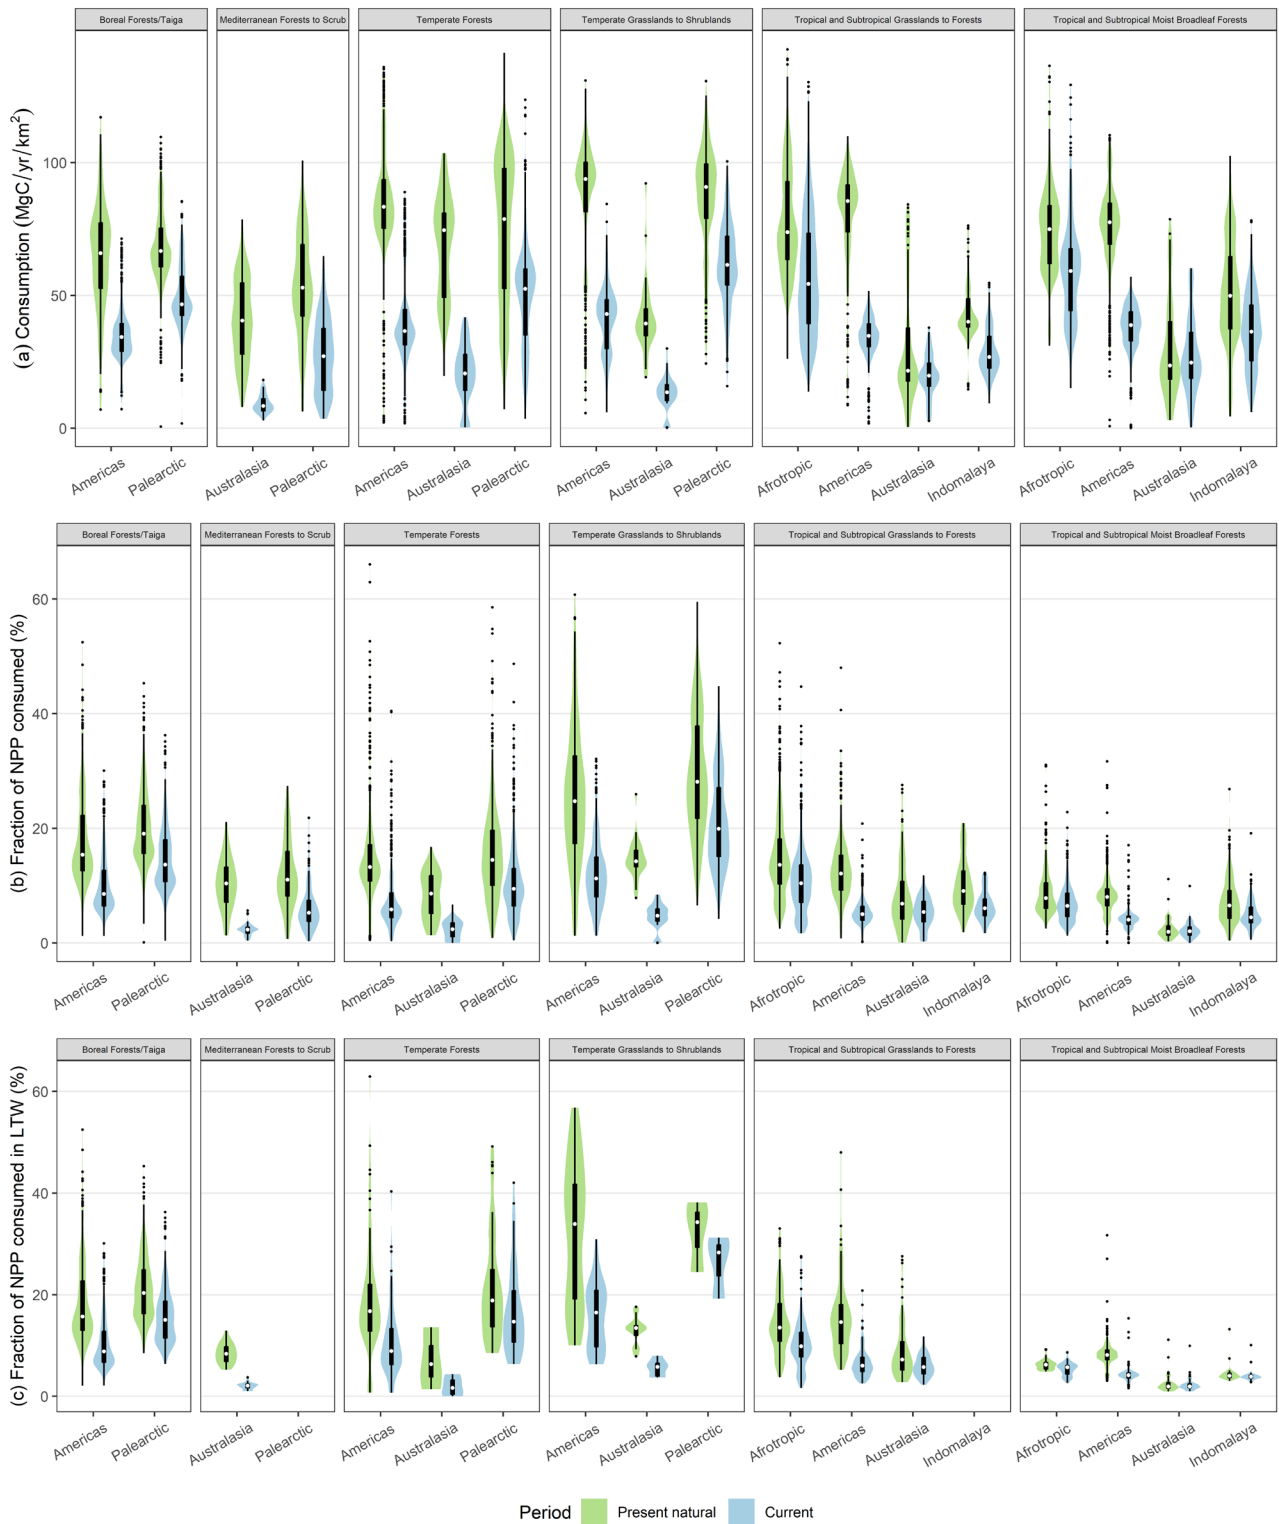 Boreal Forests/Taiga
Mediterranean Forests to Scrub
Temperate Forests
Temperate Grasslands to Shrublands
Tropical and Subtropical Grasslands to Forests
Tropical and Subtropical Moist Broadleaf Forests
(a) Consumption (MgC/yr/km²)
100
50
0
Americas
Palearctic
Australasia
Palearctic
Americas
Australasia
Palearctic
Americas
Australasia
Palearctic
Afrotropic
Americas
Australasia
Indomalaya
Afrotropic
Americas
Australasia
Indomalaya
Boreal Forests/Taiga
Mediterranean Forests to Scrub
Temperate Forests
Temperate Grasslands to Shrublands
Tropical and Subtropical Grasslands to Forests
Tropical and Subtropical Moist Broadleaf Forests
(b) Fraction of NPP consumed (%)
60
40
20
0
Americas
Palearctic
Australasia
Palearctic
Americas
Australasia
Palearctic
Americas
Australasia
Palearctic
Afrotropic
Americas
Australasia
Indomalaya
Afrotropic
Americas
Australasia
Indomalaya
Boreal Forests/Taiga
Mediterranean Forests to Scrub
Temperate Forests
Temperate Grasslands to Shrublands
Tropical and Subtropical Grasslands to Forests
Tropical and Subtropical Moist Broadleaf Forests
(c) Fraction of NPP consumed in LTW (%)
60
40
20
0
Americas
Palearctic
Australasia
Palearctic
Americas
Australasia
Palearctic
Americas
Australasia
Palearctic
Afrotropic
Americas
Australasia
Indomalaya
Afrotropic
Americas
Australasia
Indomalaya
Period Present natural Current